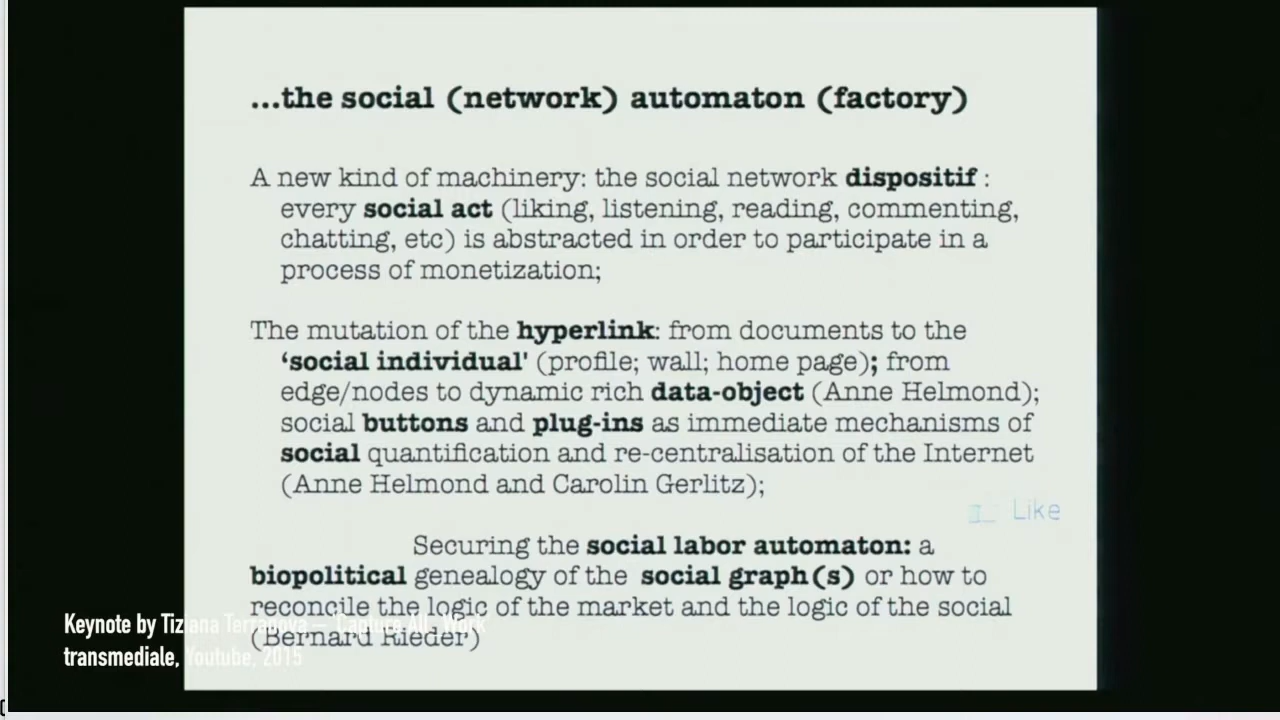 ...the social (network) automaton (factory)
A new kind of machinery: the social network dispositif :
every social act (liking, listening, reading, commenting,
chatting, etc) is abstracted in order to participate in a
process of monetization;
The mutation of the hyperlink: from documents to the
‘social individual' (profile; wall; home page); from
edge/nodes to dynamic rich data-object (Anne Helmond);
social buttons and plug-ins as immediate mechanisms of
social quantification and re-centralisation of the Internet
(Anne Helmond and Carolin Gerlitz);
Like
Securing the social labor automaton: a
biopolitical genealogy of the social graph(s) or how to
reconcile the logic of the market and the logic of the social
(Bernard Rieder)
Keynote by Tiziana Terranova – Capture All_Work
transmediale, Youtube, 2015